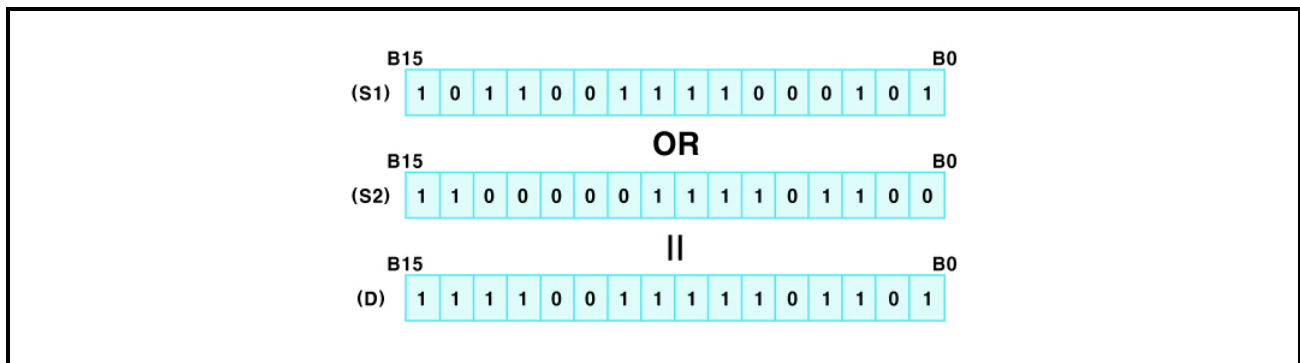 B15 B0
(S1) 1 0 1 1 0 0 1 1 1 1 0 0 0 1 0 1
OR
B15 B0
(S2) 1 1 0 0 0 0 0 1 1 1 1 0 1 1 0 0
||
B15 B0
(D) 1 1 1 1 0 0 1 1 1 1 1 0 1 1 0 1